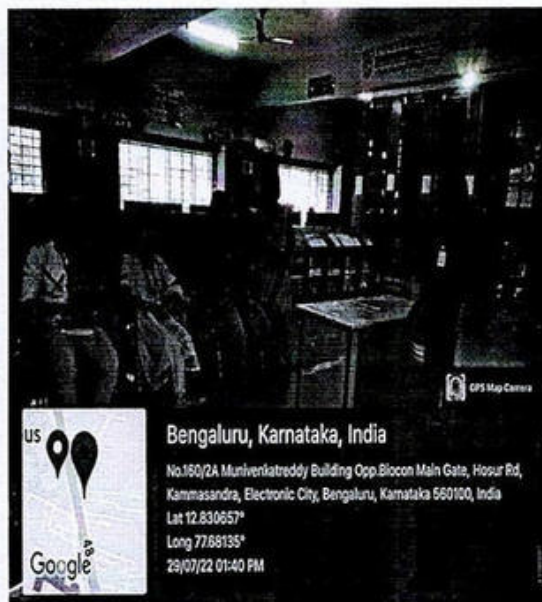 GPS Map Camera
us
Google
Bengaluru, Karnataka, India
No.160/2A Munivenkatreddy Building Opp.Biocon Main Gate, Hosur Rd,
Kammasandra, Electronic City, Bengaluru, Karnataka 560100, India
Lat 12.830657°
Long 77.68135°
29/07/22 01:40 PM